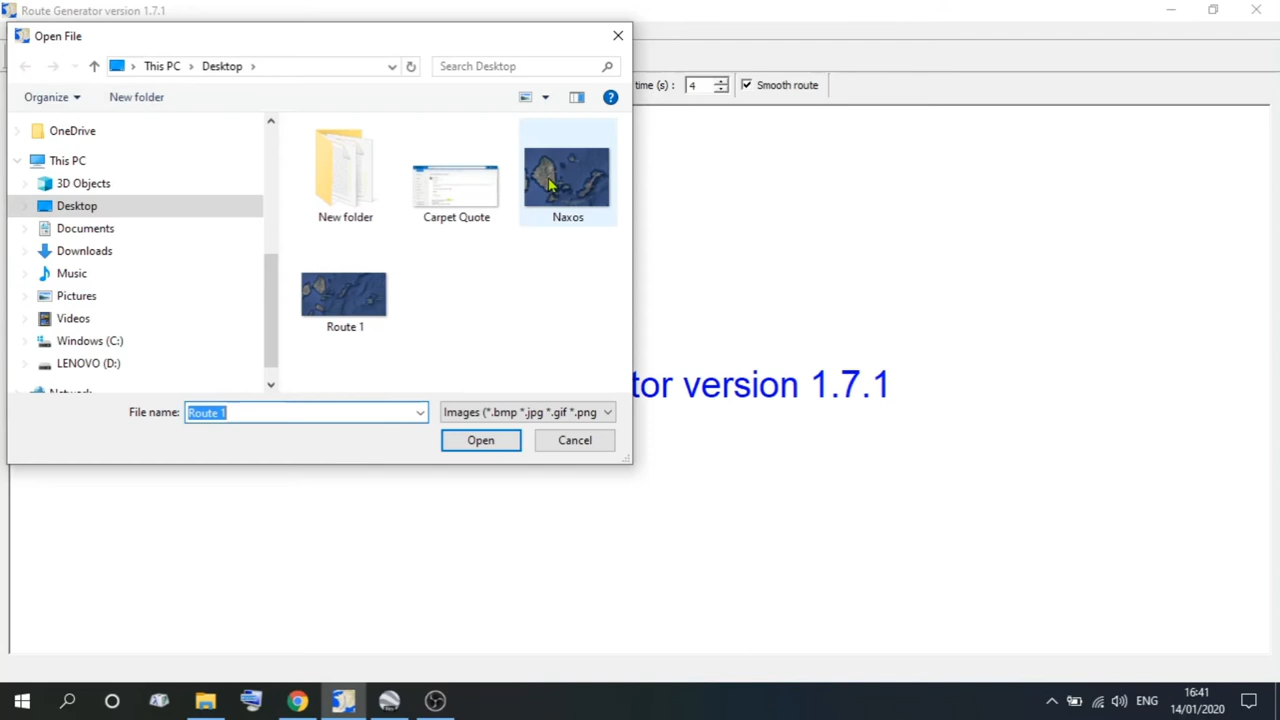 Route Generator version 1.7.1
Open File
This PC
Desktop
Search Desktop
time (s) :
4
Smooth route
Organize
New folder
OneDrive
This PC
3D Objects
Desktop
Documents
Downloads
Music
Pictures
Videos
Windows (C:)
LENOVO (D:)
Network
New folder
Carpet Quote
Naxos
Route 1
tor version 1.7.1
File name:
Route 1
Images (*.bmp *.jpg *.gif *.png
Open
Cancel
ENG
16:41
14/01/2020